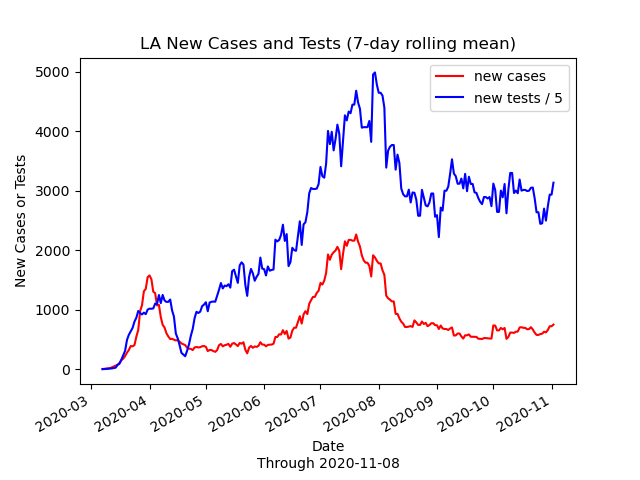 LA New Cases and Tests (7-day rolling mean)
new cases
new tests / 5
New Cases or Tests
5000
4000
3000
2000
1000
0
2020-03
2020-04
2020-05
2020-06
2020-07
2020-08
2020-09
2020-10
2020-11
Date
Through 2020-11-08